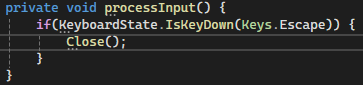 private void processInput() {
    if(KeyboardState.IsKeyDown(Keys.Escape)) {
        Close();
    }
}